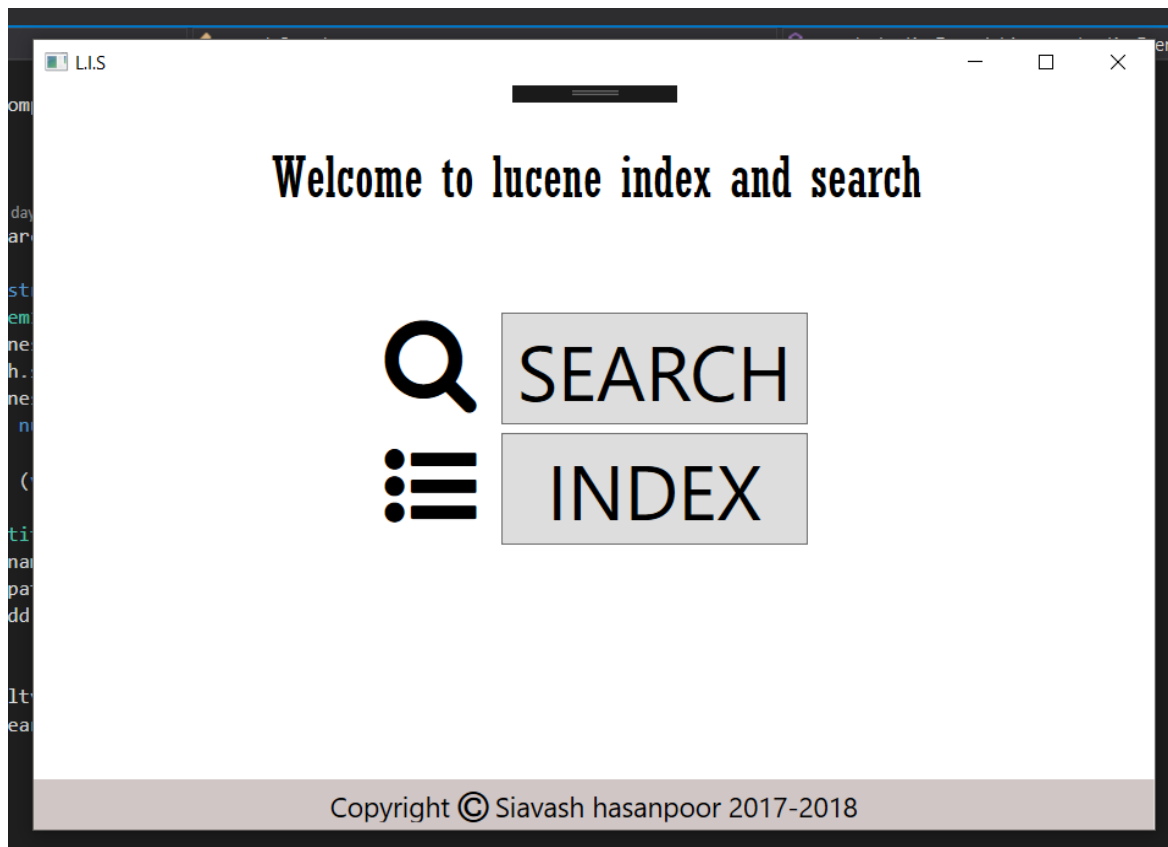 L.I.S
Welcome to lucene index and search
SEARCH
INDEX
Copyright © Siavash hasanpoor 2017-2018